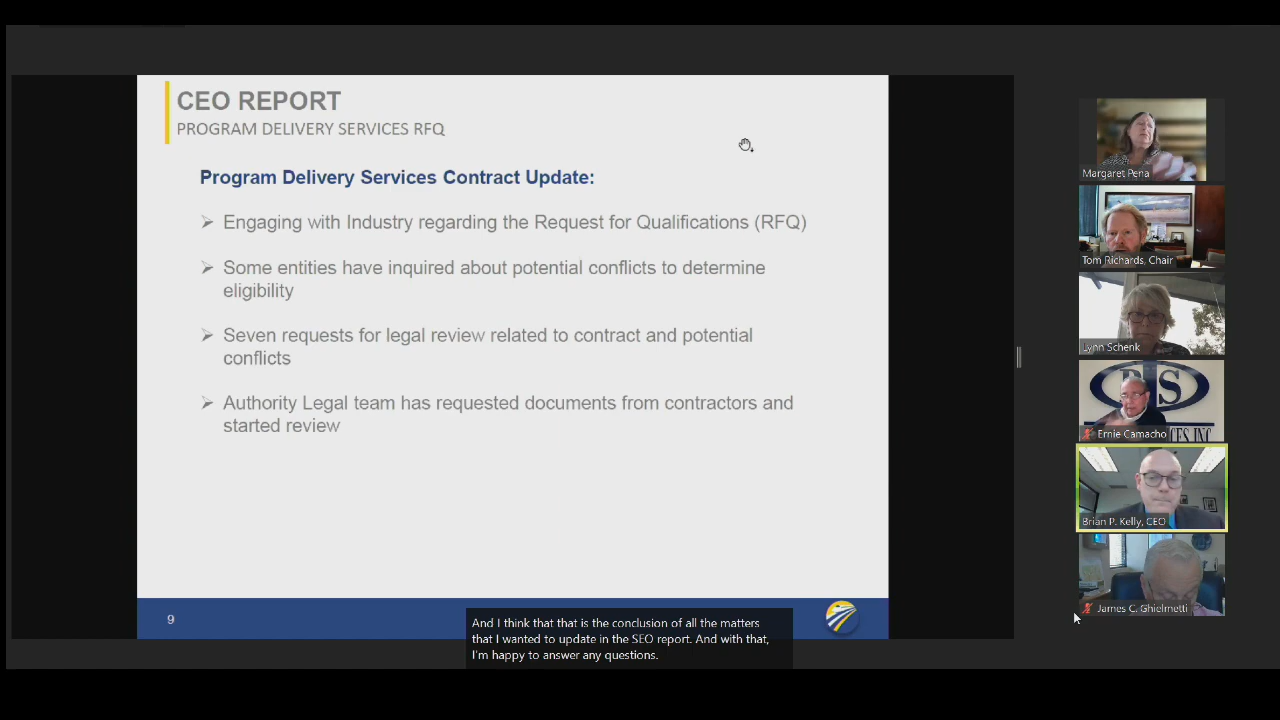 CEO REPORT
PROGRAM DELIVERY SERVICES RFQ
Program Delivery Services Contract Update:
Engaging with Industry regarding the Request for Qualifications (RFQ)
Some entities have inquired about potential conflicts to determine
eligibility
Seven requests for legal review related to contract and potential
conflicts
Authority Legal team has requested documents from contractors and
started review
9
And I think that that is the conclusion of all the matters
that I wanted to update in the SEO report. And with that,
I'm happy to answer any questions.
Margaret Pena
Tom Richards, Chair
Lynn Schenk
Ernie Camacho
Brian P. Kelly, CEO
James C. Ghielmetti